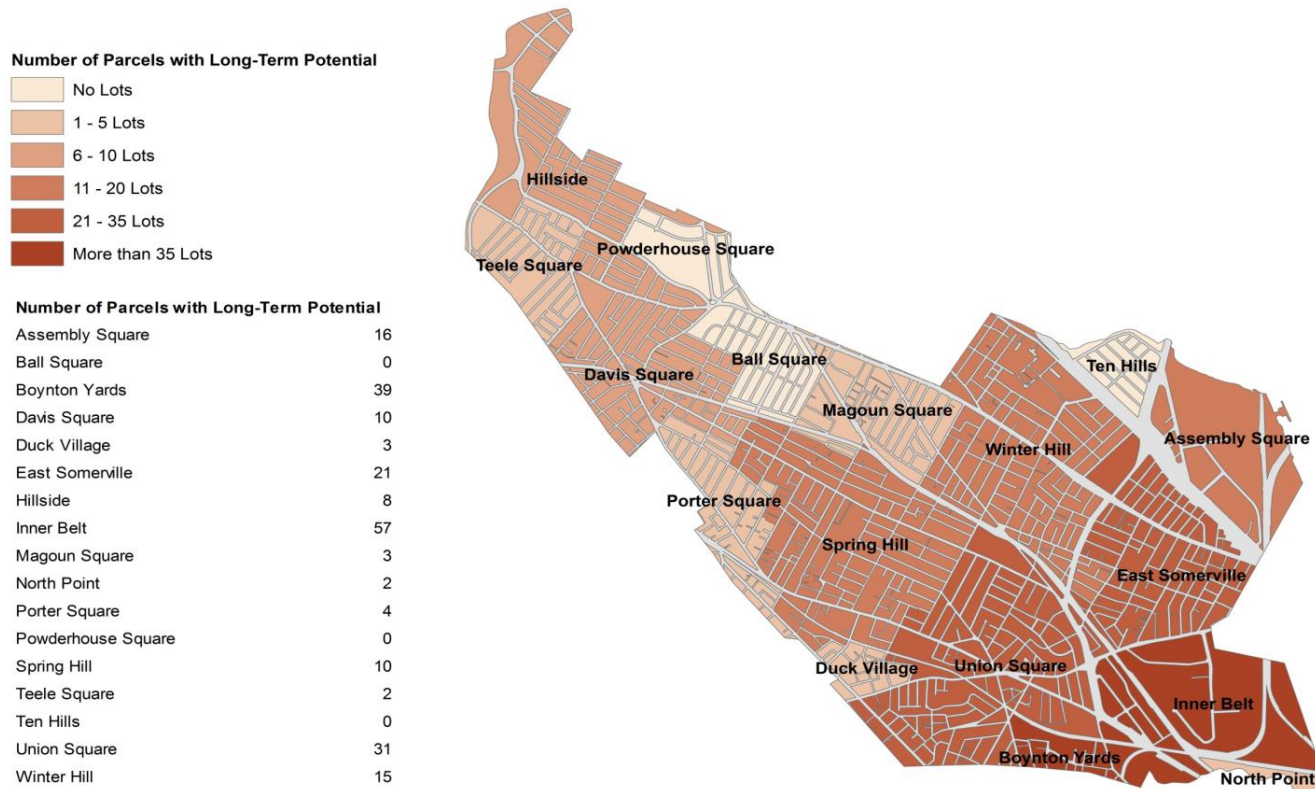 Number of Parcels with Long-Term Potential
No Lots
1 - 5 Lots
6 - 10 Lots
11 - 20 Lots
21 - 35 Lots
More than 35 Lots
Number of Parcels with Long-Term Potential
Assembly Square 16
Ball Square 0
Boynton Yards 39
Davis Square 10
Duck Village 3
East Somerville 21
Hillside 8
Inner Belt 57
Magoun Square 3
North Point 2
Porter Square 4
Powderhouse Square 0
Spring Hill 10
Teele Square 2
Ten Hills 0
Union Square 31
Winter Hill 15
Hillside
Powderhouse Square
Teele Square
Ball Square
Ten Hills
Davis Square
Magoun Square
Assembly Square
Winter Hill
Porter Square
Spring Hill
East Somerville
Duck Village
Union Square
Inner Belt
Boynton Yards
North Point